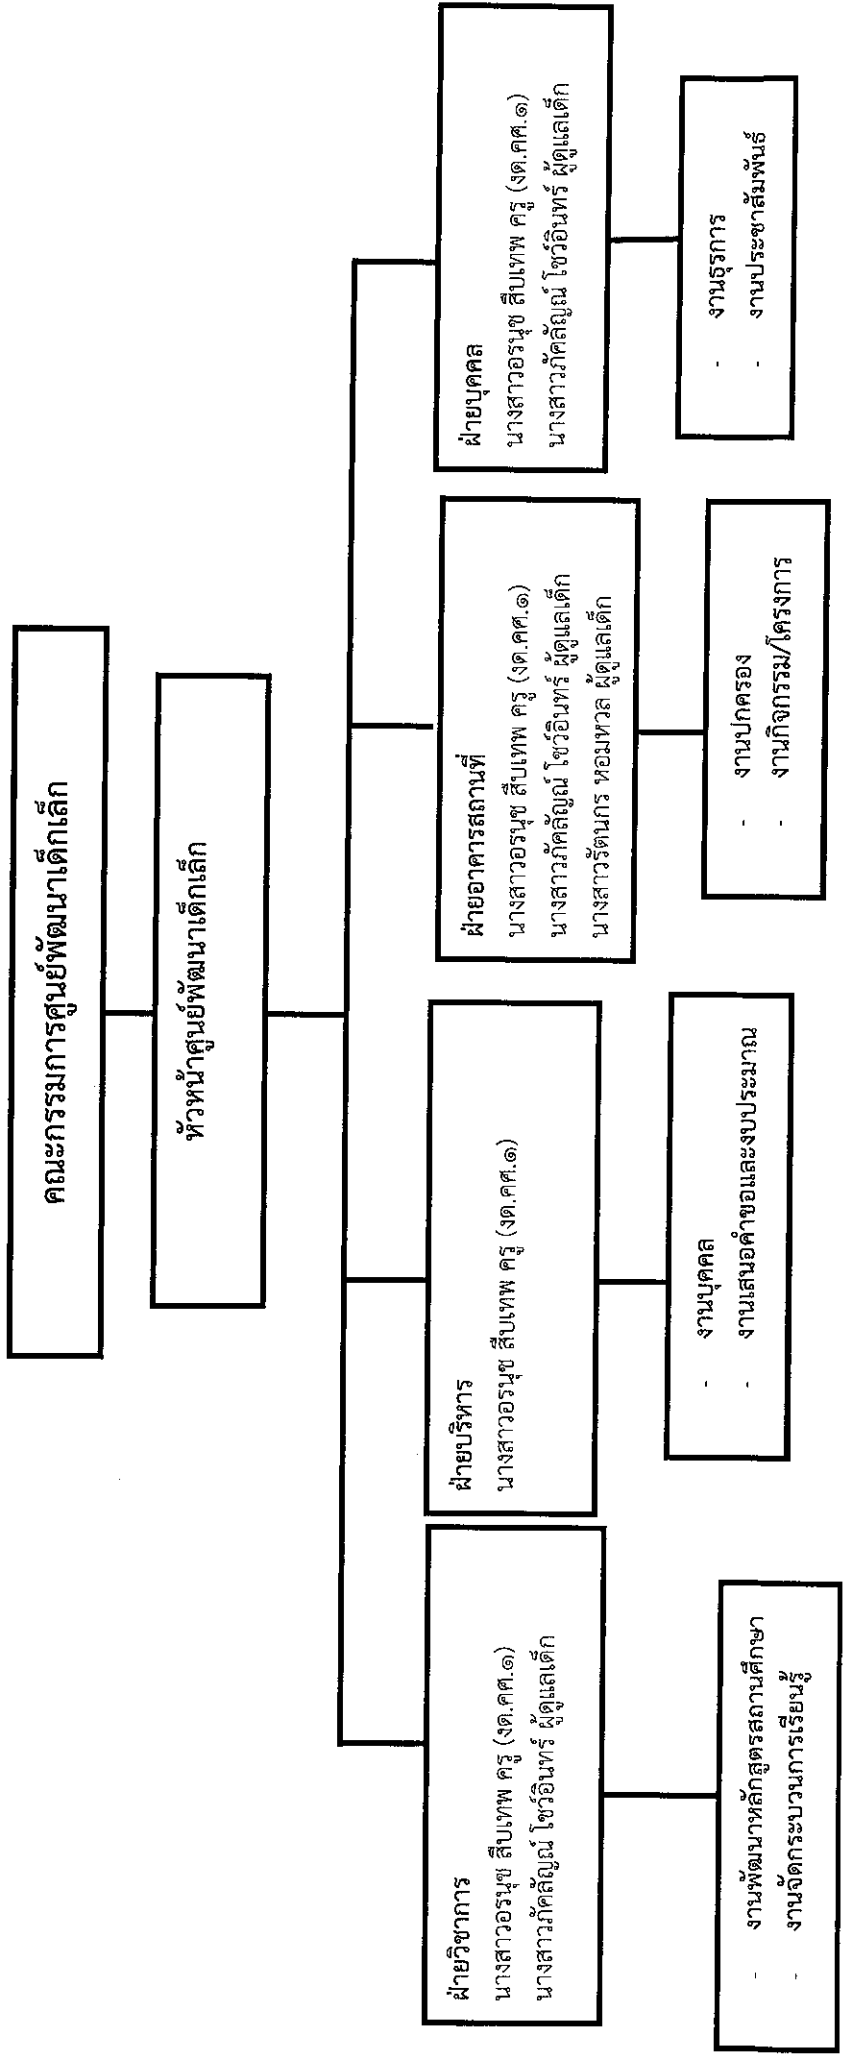 คณะกรรมการศูนย์พัฒนาเด็กเล็ก
หัวหน้าศูนย์พัฒนาเด็กเล็ก
ฝ่ายวิชาการ
นางสาวอรนุช สืบเทพ ครู (งด.คศ.๑)
นางสาวภัคลัญณ์ โชว์อินทร์ ผู้ดูแลเด็ก
- งานพัฒนาหลักสูตรสถานศึกษา
- งานจัดกระบวนการเรียนรู้
ฝ่ายบริหาร
นางสาวอรนุช สืบเทพ ครู (งด.คศ.๑)
- งานบุคคล
- งานเสนอคำขอและงบประมาณ
ฝ่ายอาคารสถานที่
นางสาวอรนุช สืบเทพ ครู (งด.คศ.๑)
นางสาวภัคลัญณ์ โชว์อินทร์ ผู้ดูแลเด็ก
นางสาวรัตนกร หอมหวล ผู้ดูแลเด็ก
- งานปกครอง
- งานกิจกรรม/โครงการ
ฝ่ายบุคคล
นางสาวอรนุช สืบเทพ ครู (งด.คศ.๑)
นางสาวภัคลัญณ์ โชว์อินทร์ ผู้ดูแลเด็ก
- งานธุรการ
- งานประชาสัมพันธ์